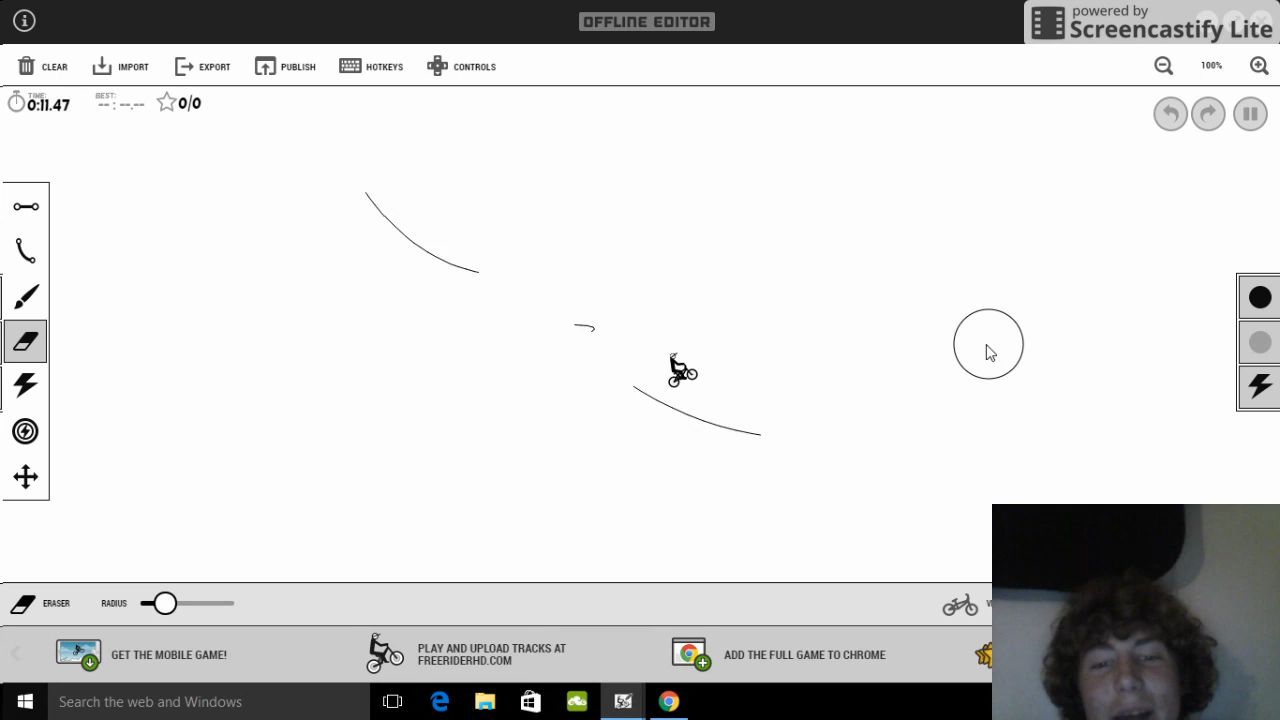 OFFLINE EDITOR
powered by
Screencastify Lite
CLEAR IMPORT EXPORT PUBLISH HOTKEYS CONTROLS 100%
TIME: 0:11.47 BEST: -- : --.-- 0/0
ERASER RADIUS
GET THE MOBILE GAME!
PLAY AND UPLOAD TRACKS AT
FREERIDERHD.COM
ADD THE FULL GAME TO CHROME
Search the web and Windows